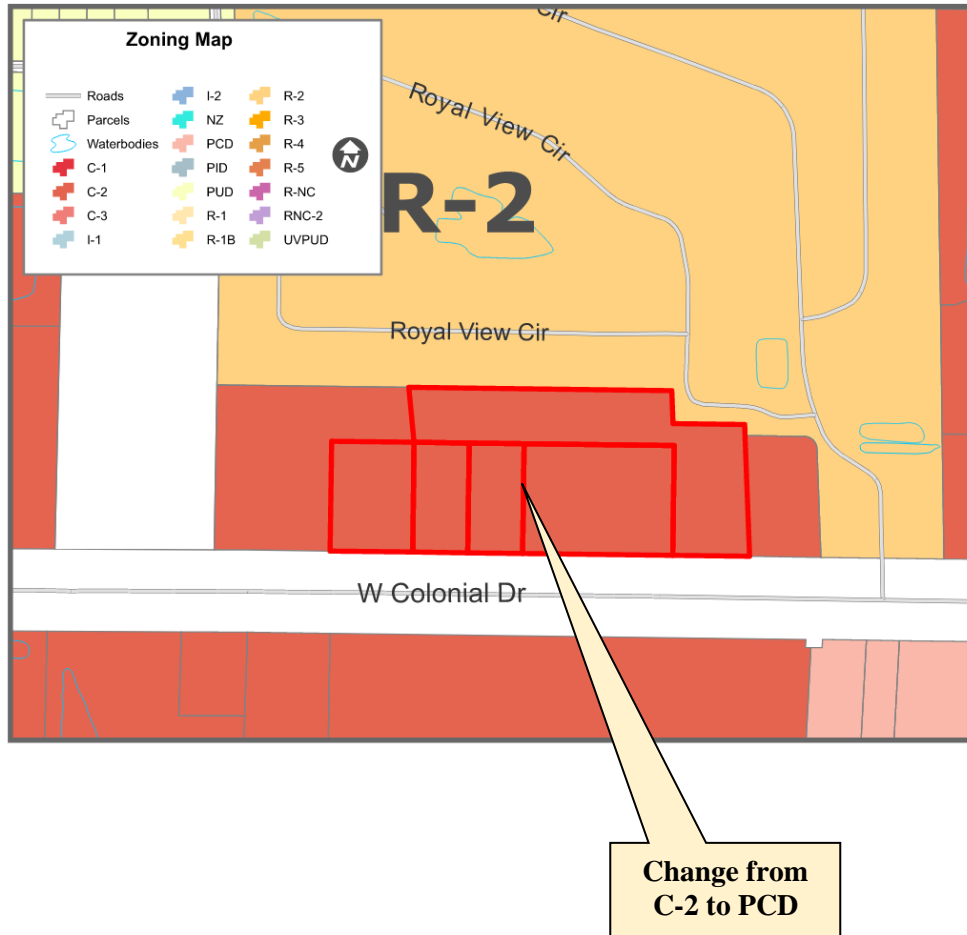 Cir
Zoning Map
Roads
Parcels
Waterbodies
C-1
C-2
C-3
I-1
I-2
NZ
PCD
PID
PUD
R-1
R-1B
R-2
R-3
R-4
R-5
R-NC
RNC-2
UVPUD
N
Royal View Cir
R-2
Royal View Cir
W Colonial Dr
Change from
C-2 to PCD